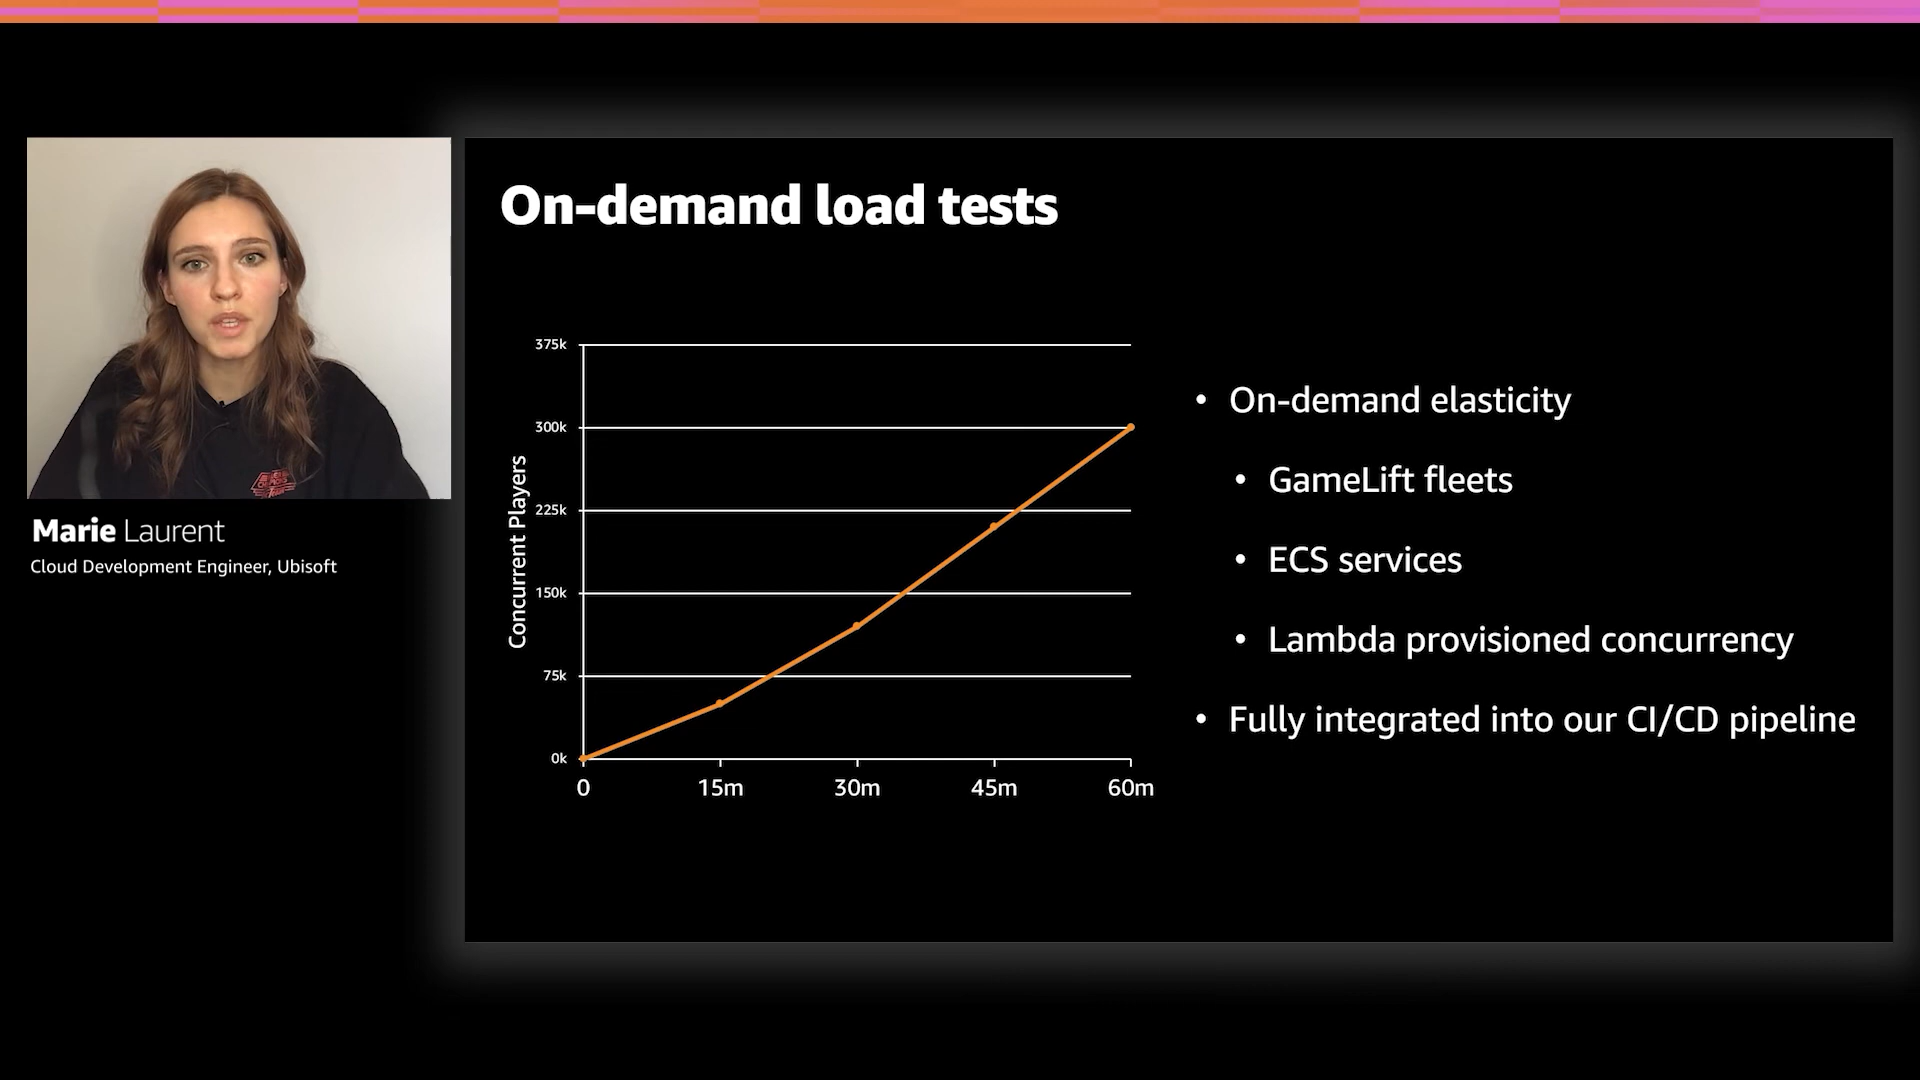 On-demand load tests
Marie Laurent
Cloud Development Engineer, Ubisoft
Concurrent Players
375k
300k
225k
150k
75k
0k
0
15m
30m
45m
60m
• On-demand elasticity
• GameLift fleets
• ECS services
• Lambda provisioned concurrency
• Fully integrated into our CI/CD pipeline